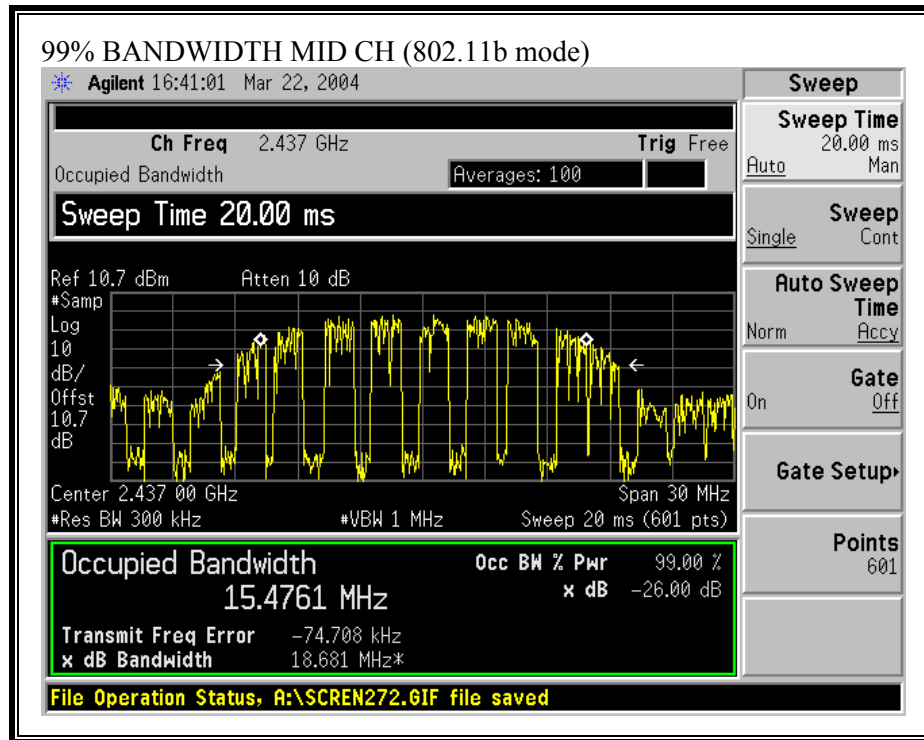 99% BANDWIDTH MID CH (802.11b mode)
Agilent 16:41:01 Mar 22, 2004
Sweep
Ch Freq 2.437 GHz Trig Free
Occupied Bandwidth Averages: 100
Sweep Time 20.00 ms
Ref 10.7 dBm Atten 10 dB
#Samp
Log
10
dB/
Offst
10.7
dB
Center 2.437 00 GHz Span 30 MHz
#Res BW 300 kHz #VBW 1 MHz Sweep 20 ms (601 pts)
Occupied Bandwidth Occ BW % Pwr 99.00 %
15.4761 MHz x dB -26.00 dB
Transmit Freq Error -74.708 kHz
x dB Bandwidth 18.681 MHz*
File Operation Status, A:\SCREN272.GIF file saved
Sweep Time
20.00 ms
Auto Man
Sweep
Single Cont
Auto Sweep
Time
Norm Accy
Gate
On Off
Gate Setup
Points
601